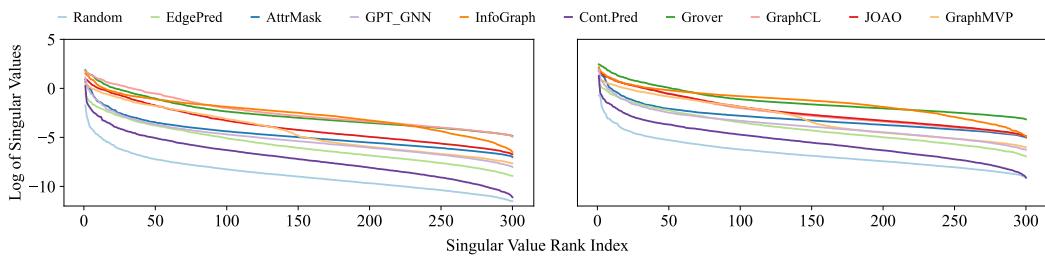 Random EdgePred AttrMask GPT_GNN InfoGraph Cont.Pred Grover GraphCL JOAO GraphMVP
Log of Singular Values
5
0
−5
−10
0 50 100 150 200 250 300
0 50 100 150 200 250 300
Singular Value Rank Index